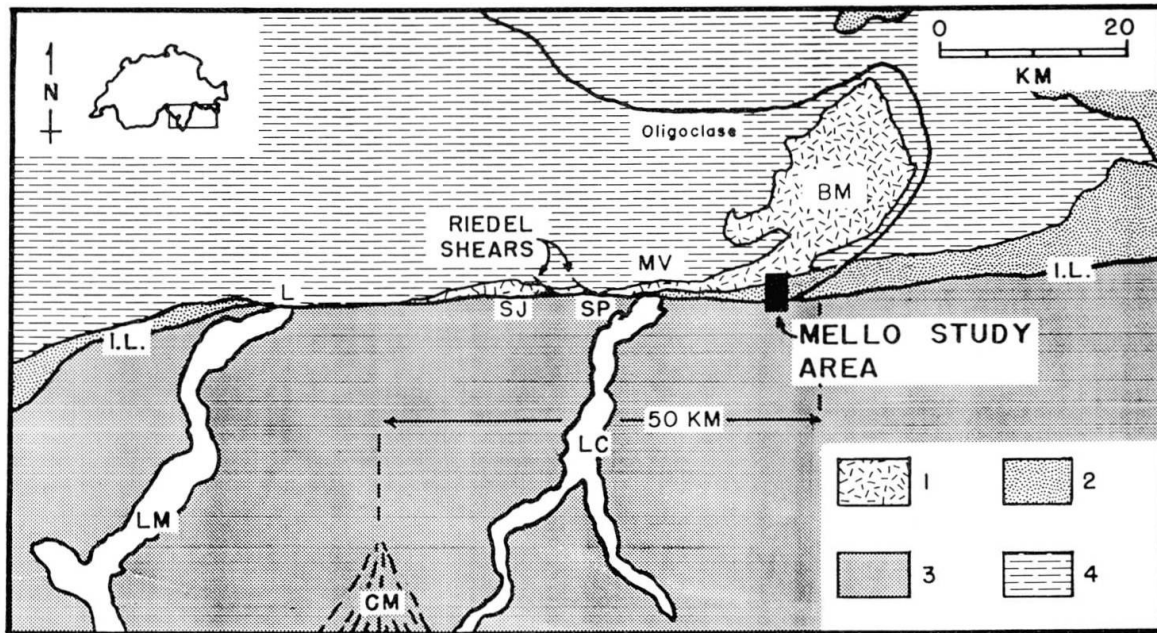 N
0 20
KM
Oligoclase
BM
RIEDEL
SHEARS
MV
L
I.L.
SJ
SP
I.L.
MELLO STUDY
AREA
50 KM
LC
LM
CM
1
2
3
4